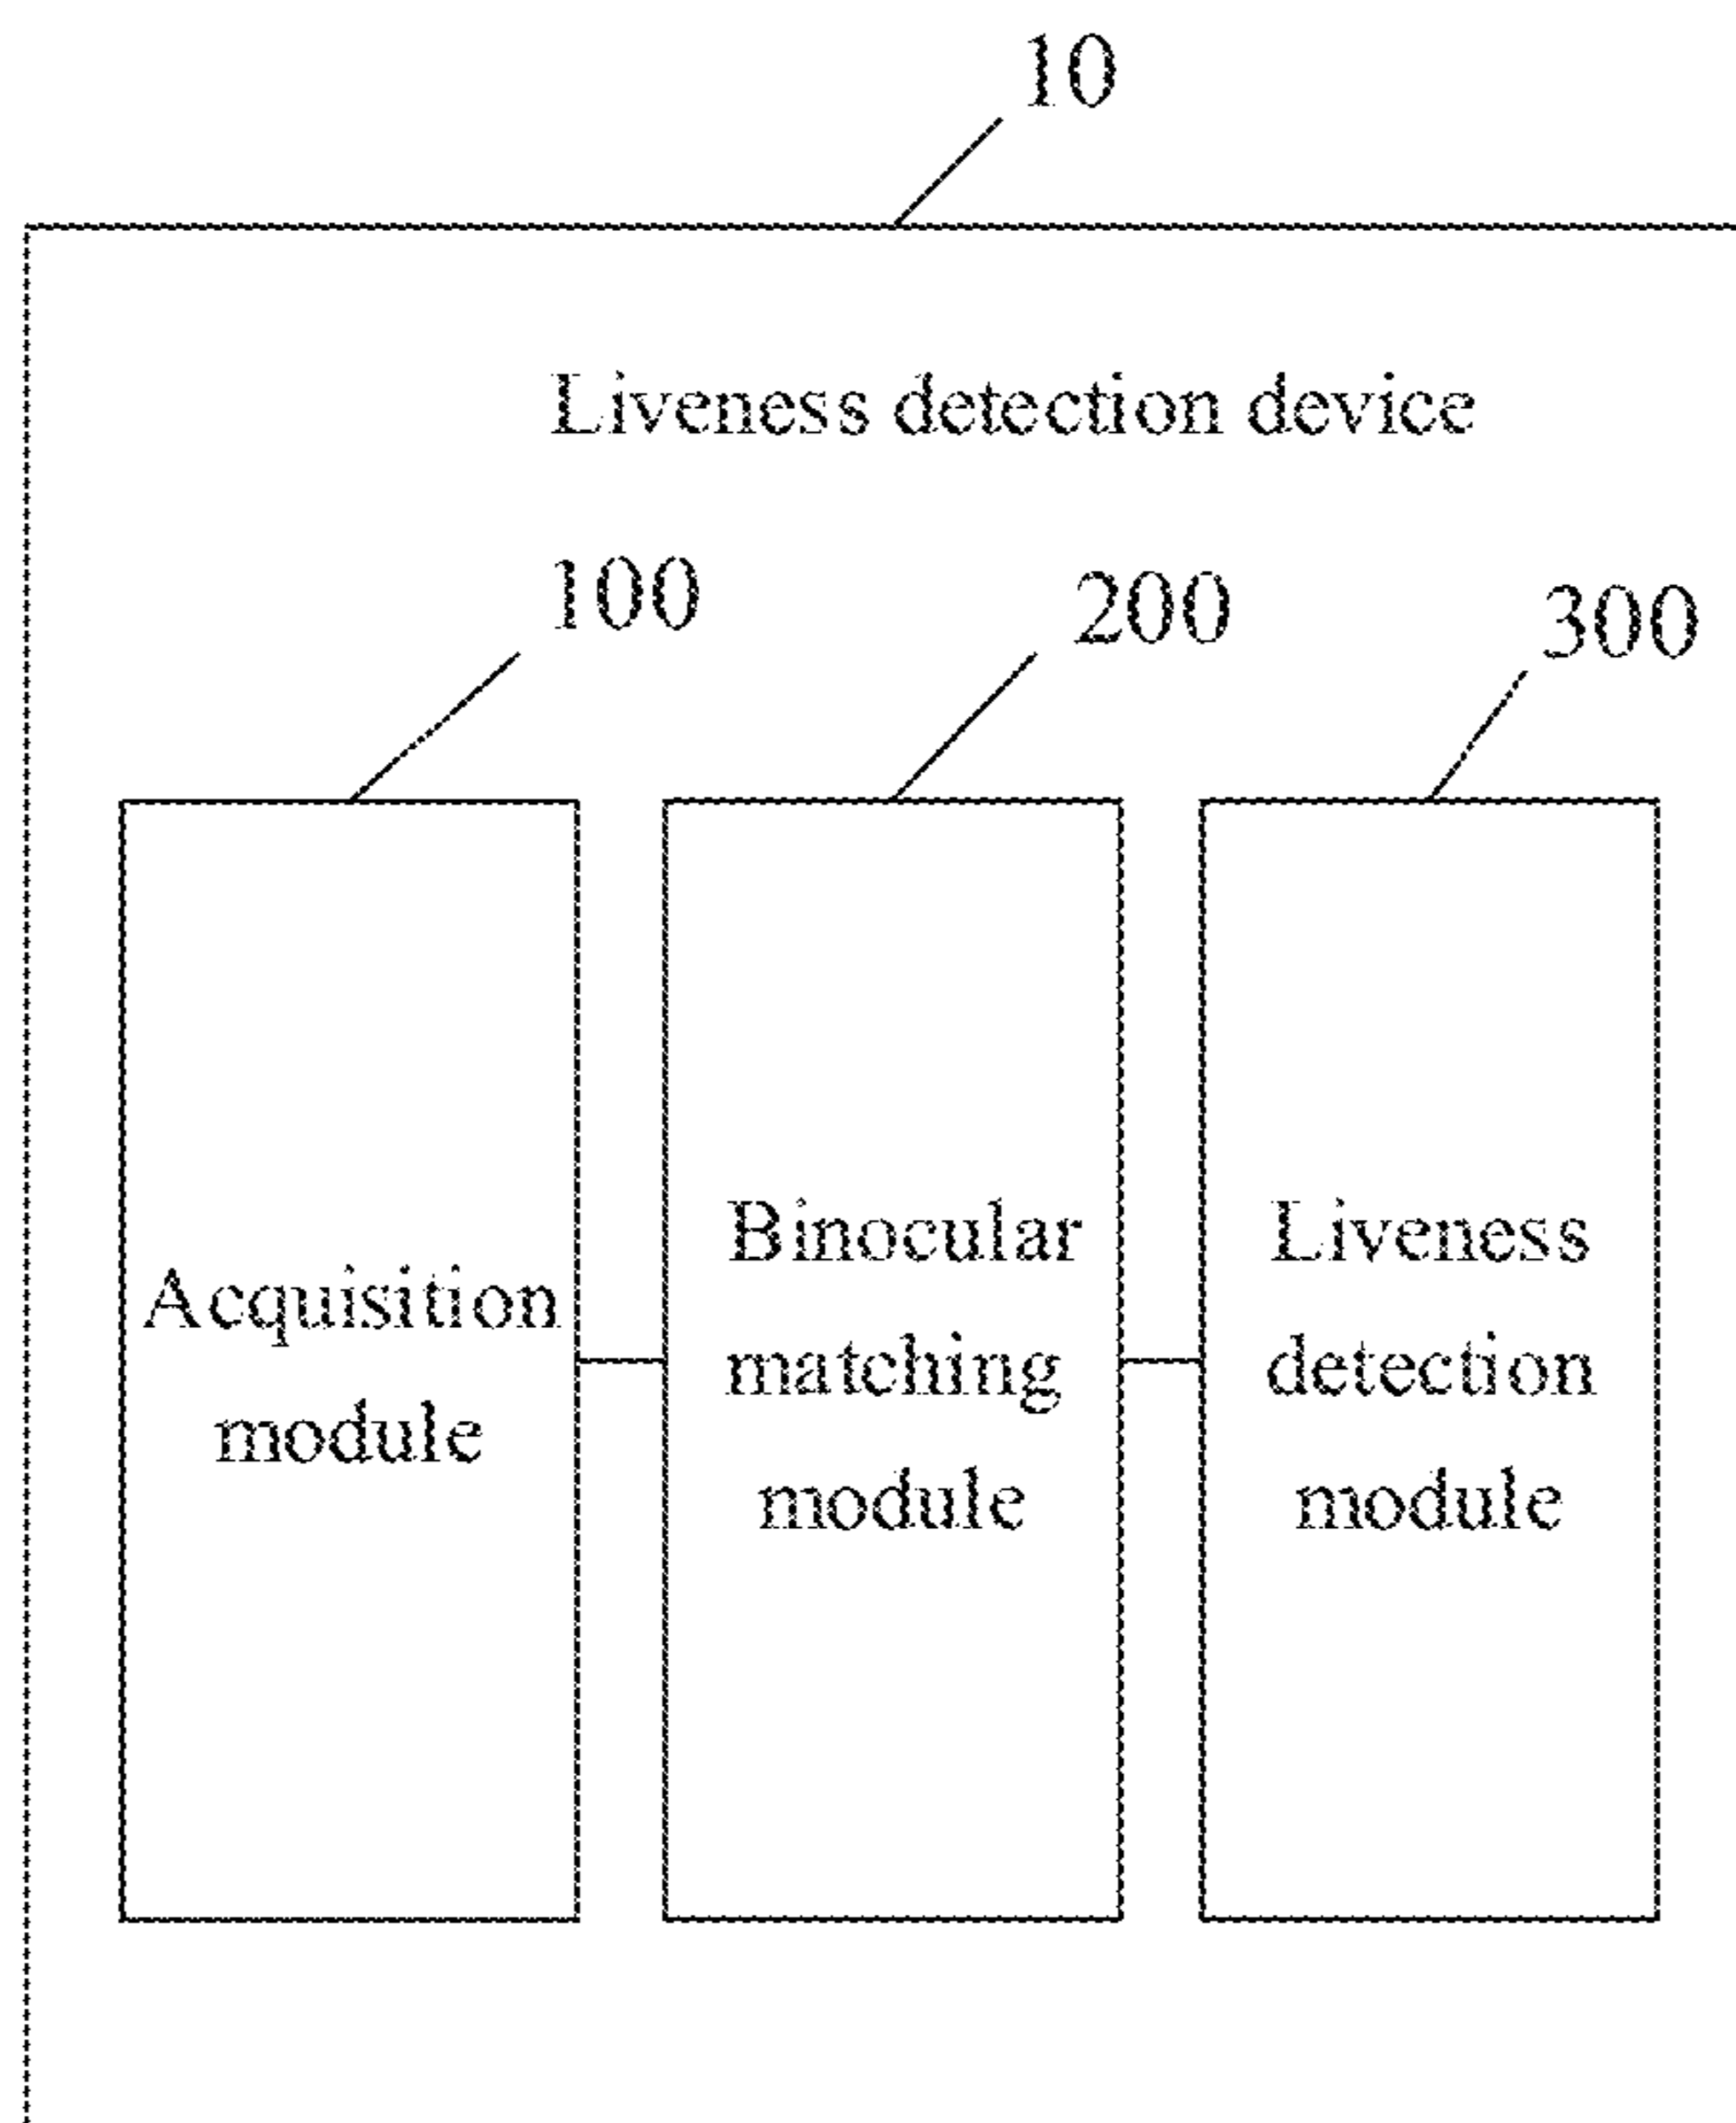 10
Liveness detection device
100
200
300
Acquisition
module
Binocular
matching
module
Liveness
detection
module